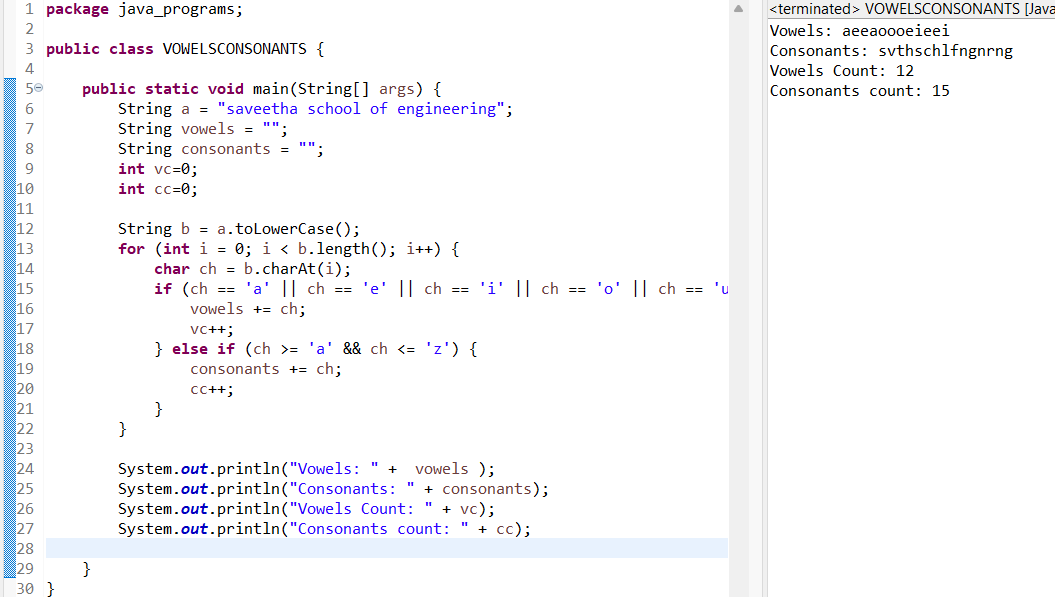 1 package java_programs;
2
3 public class VOWELSCONSONANTS {
4
5 public static void main(String[] args) {
6 String a = "saveetha school of engineering";
7 String vowels = "";
8 String consonants = "";
9 int vc=0;
10 int cc=0;
11
12 String b = a.toLowerCase();
13 for (int i = 0; i < b.length(); i++) {
14 char ch = b.charAt(i);
15 if (ch == 'a' || ch == 'e' || ch == 'i' || ch == 'o' || ch == 'u
16 vowels += ch;
17 vc++;
18 } else if (ch >= 'a' && ch <= 'z') {
19 consonants += ch;
20 cc++;
21 }
22 }
23
24 System.out.println("Vowels: " +  vowels );
25 System.out.println("Consonants: " + consonants);
26 System.out.println("Vowels Count: " + vc);
27 System.out.println("Consonants count: " + cc);
28
29 }
30 }
<terminated> VOWELSCONSONANTS [Java
Vowels: aeeaoooeieei
Consonants: svthschlfngnrng
Vowels Count: 12
Consonants count: 15